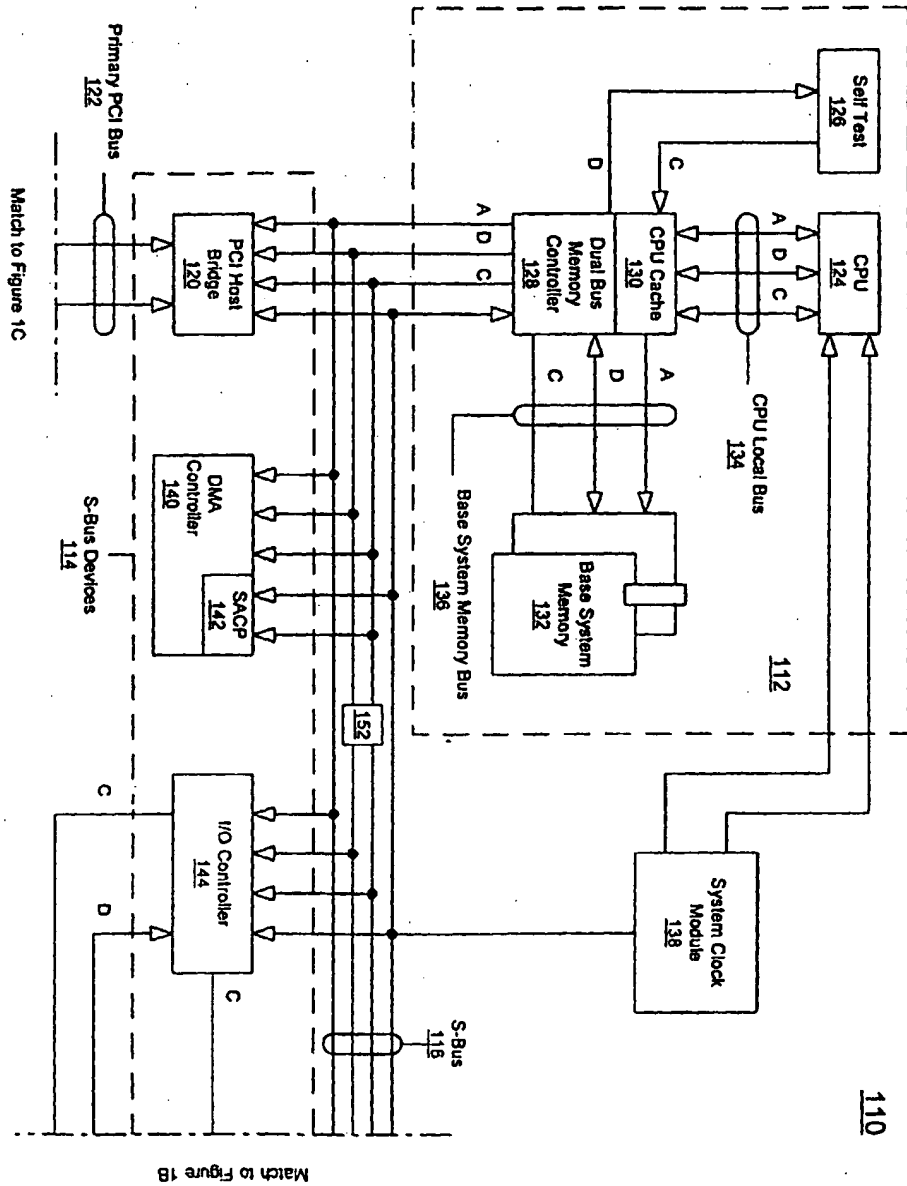 110
112
Self Test
126
CPU
124
CPU Local Bus
134
A
D
C
C
D
CPU Cache
130
Dual Bus
Memory
Controller
128
A
D
C
Base System
Memory
132
Base System Memory Bus
136
System Clock
Module
138
A
D
C
S-Bus
116
152
PCI Host
Bridge
120
DMA
Controller
140
SACP
142
I/O Controller
144
C
C
D
Primary PCI Bus
122
S-Bus Devices
114
Match to Figure 1C
Match to Figure 1B